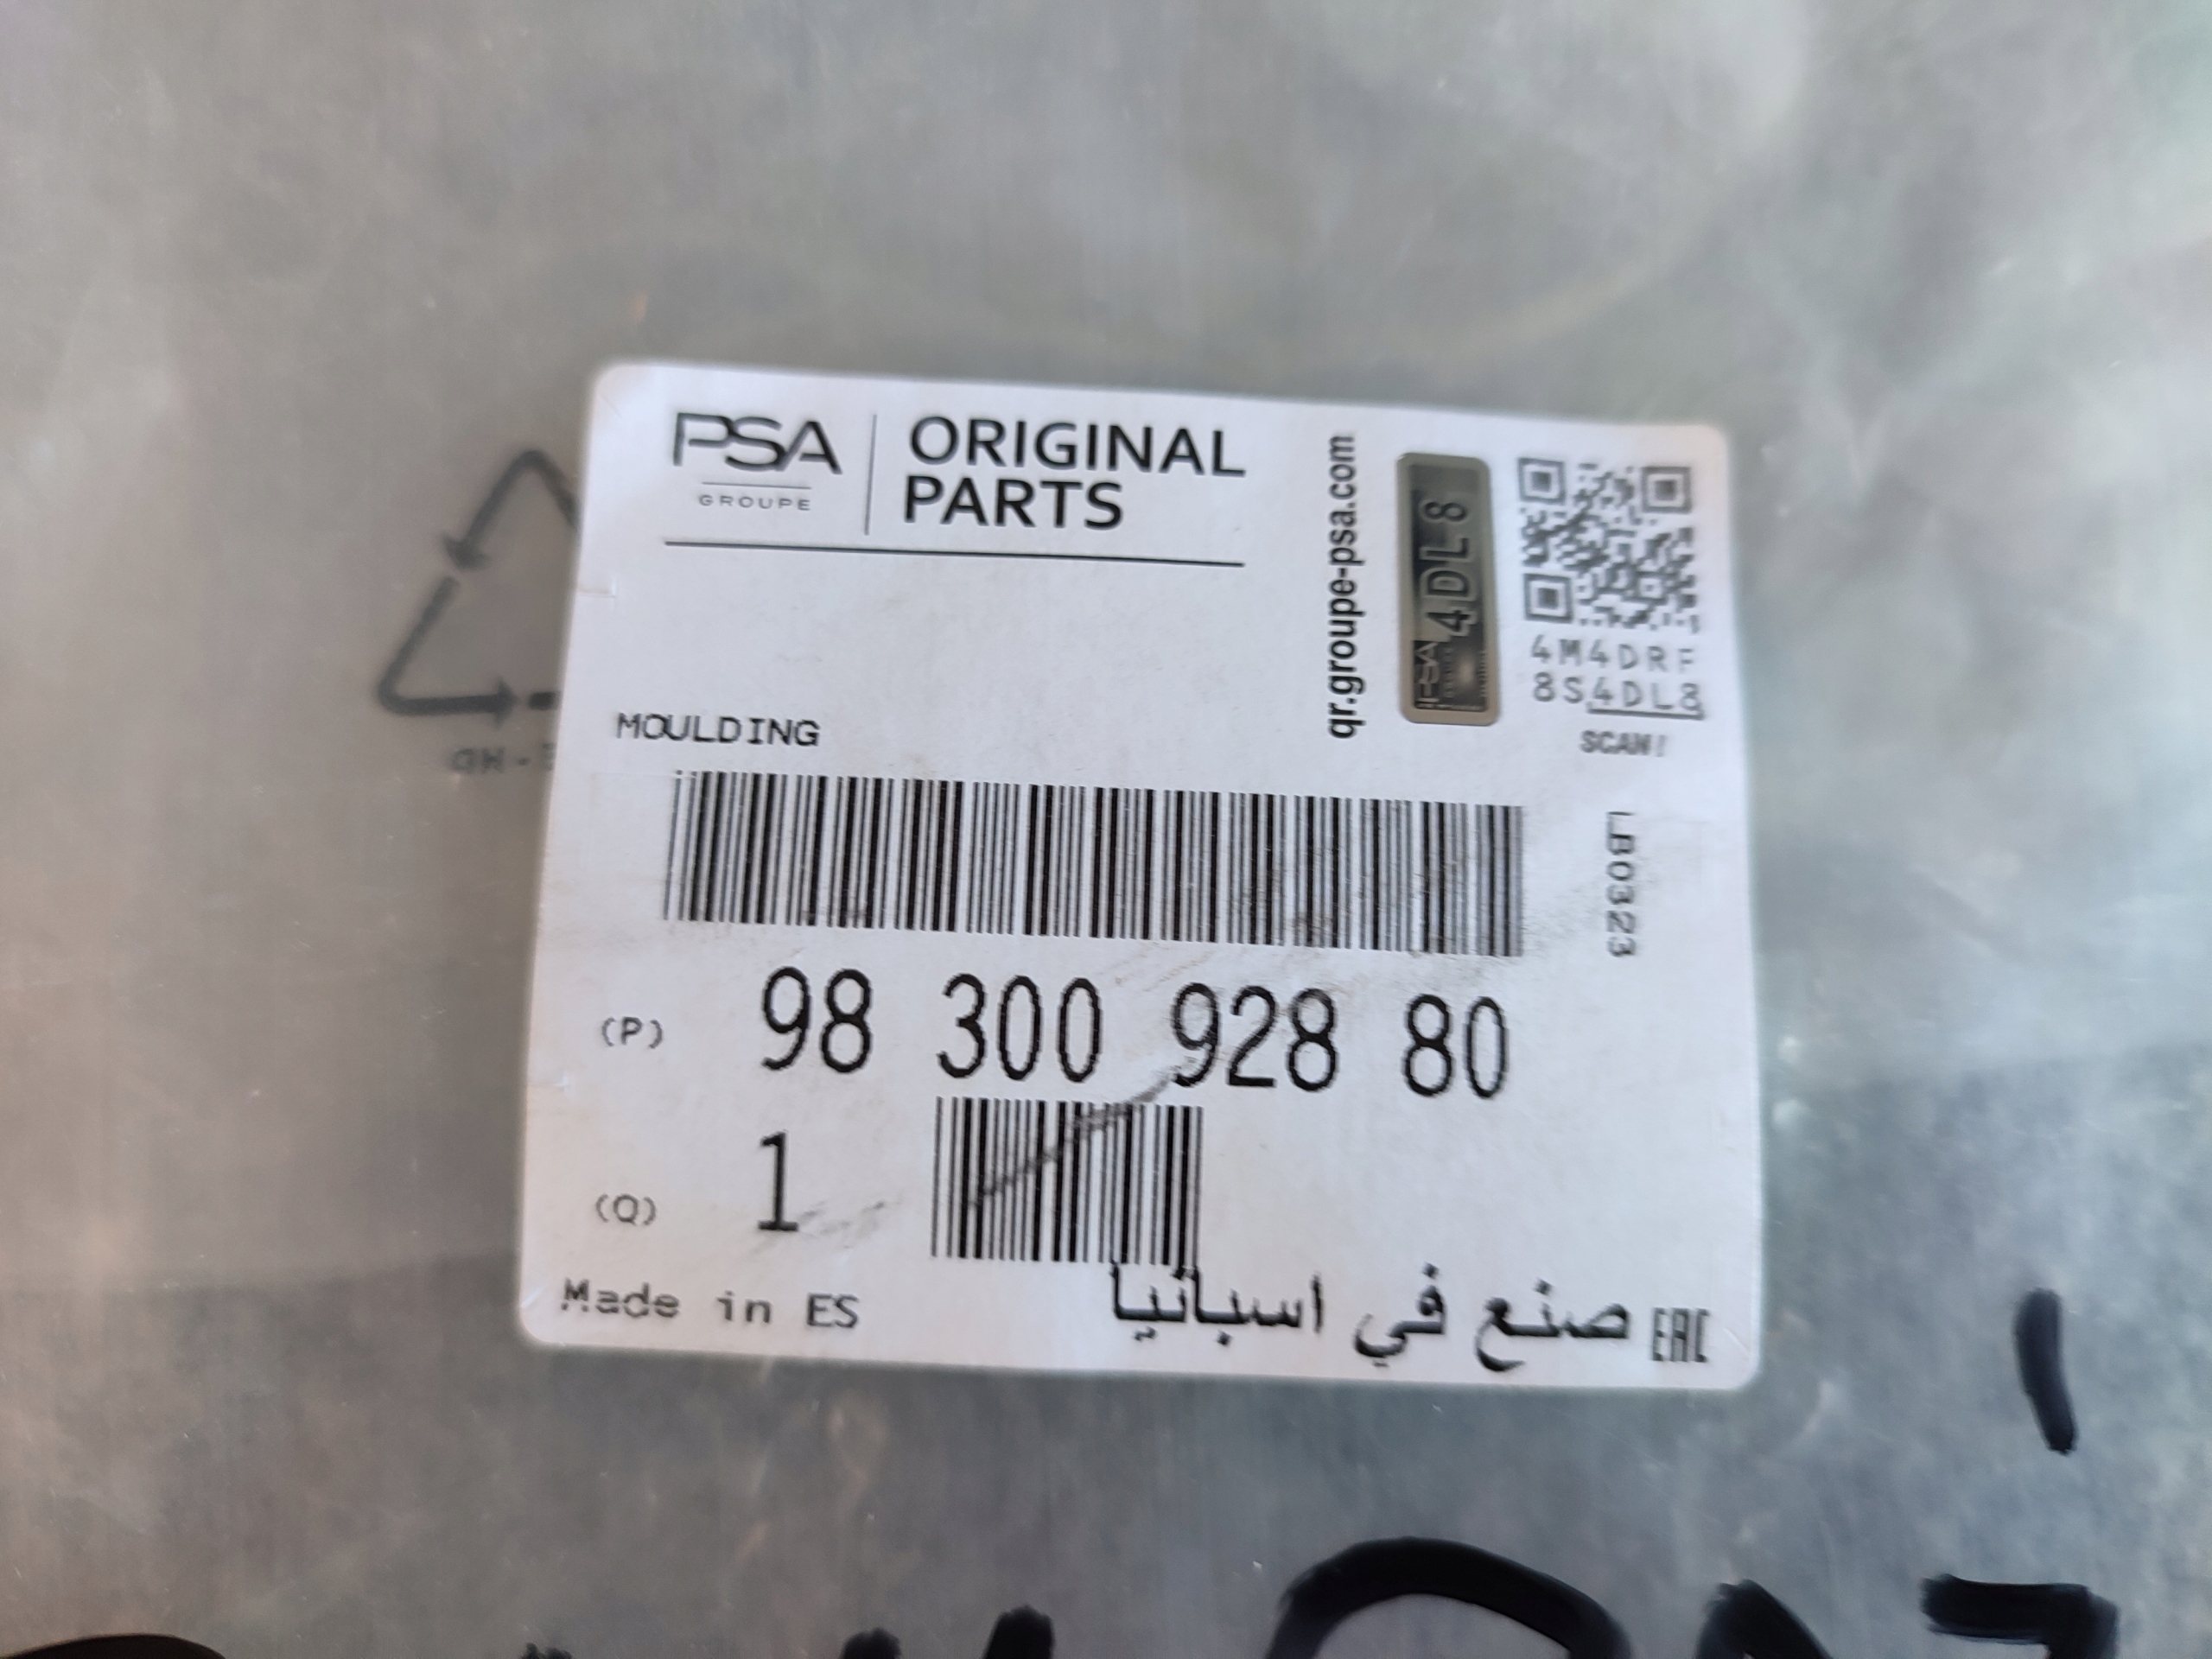 PSA
GROUPE
ORIGINAL
PARTS
qr.groupe-psa.com
PSA
4DL8
4M4DRF
8S4DL8
SCAN!
MOULDING
LB0323
(P) 98 300 928 80
(Q) 1
Made in ES
صنع في اسبانيا
EAC